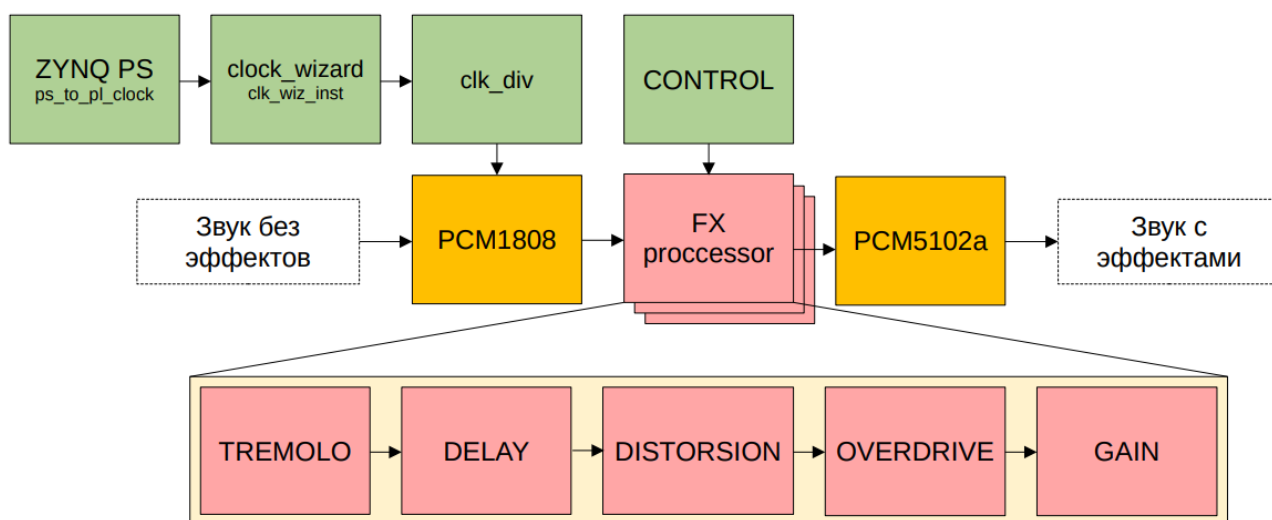 ZYNQ PS
ps_to_pl_clock
clock_wizard
clk_wiz_inst
clk_div
CONTROL
Звук без
эффектов
PCM1808
FX
proccessor
PCM5102a
Звук с
эффектами
TREMOLO
DELAY
DISTORSION
OVERDRIVE
GAIN